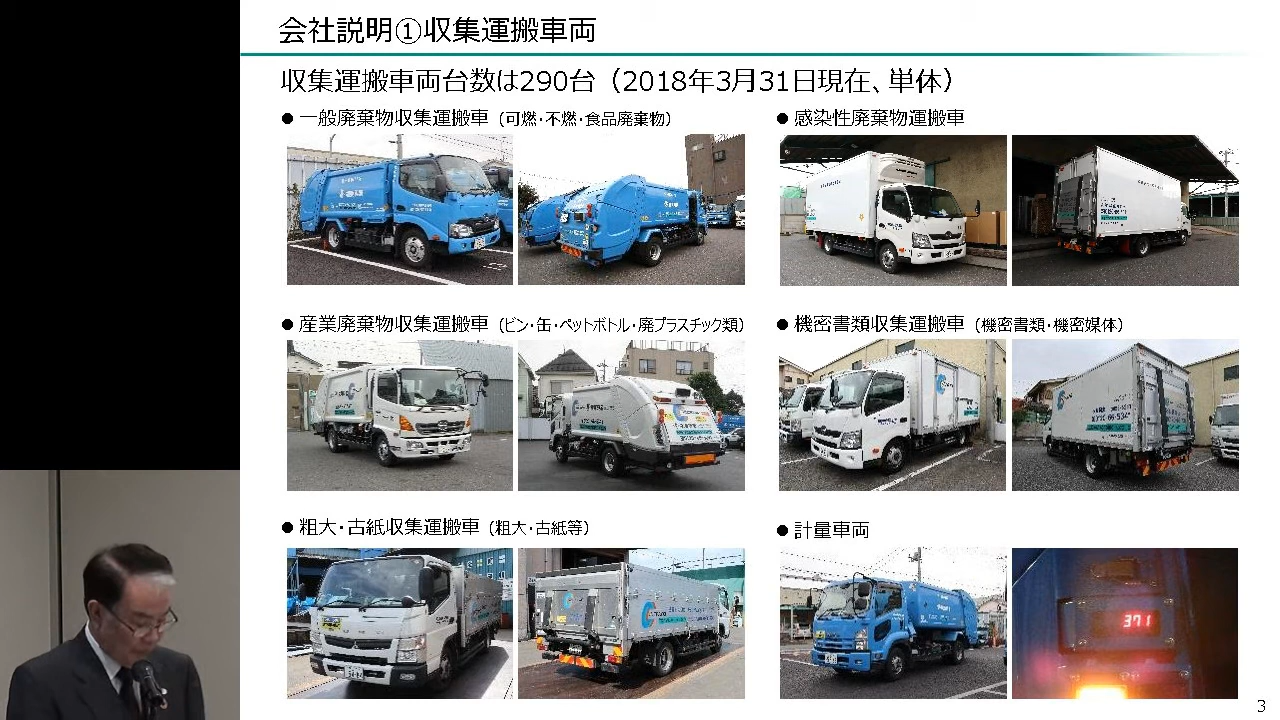 会社説明①収集運搬車両
収集運搬車両台数は290台（2018年3月31日現在、単体）
● 一般廃棄物収集運搬車（可燃・不燃・食品廃棄物）
● 感染性廃棄物運搬車
● 産業廃棄物収集運搬車（ビン・缶・ペットボトル・廃プラスチック類）
● 機密書類収集運搬車（機密書類・機密媒体）
● 粗大・古紙収集運搬車（粗大・古紙等）
● 計量車両
371
3